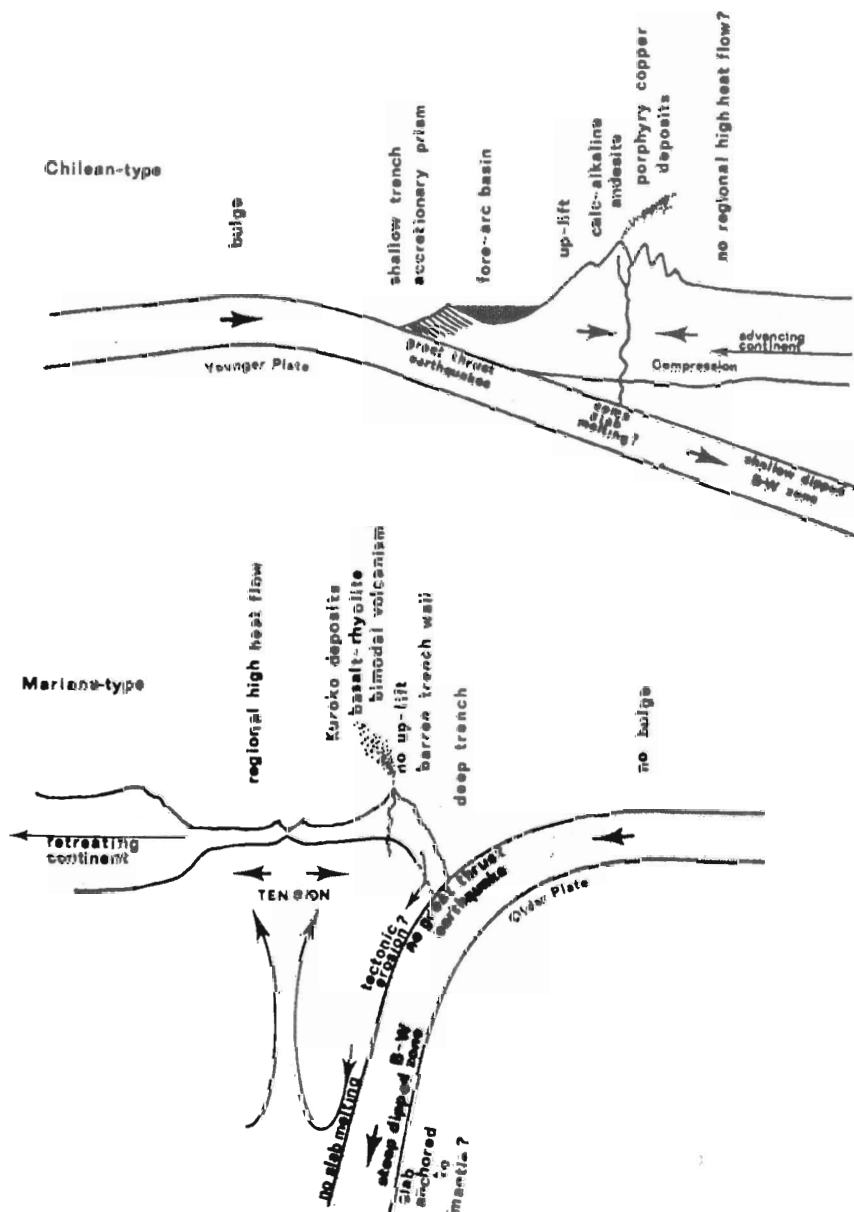 Chilean-type
bulge
shallow trench
accretionary prism
fore-arc basin
up-lift
calc-alkaline
andesite
porphyry copper
deposits
no regional high heat flow?
Younger Plate
great thrust
earthquakes
advancing
continent
Compression
some
slab
melting?
shallow dipped
B-W zone
Mariana-type
regional high heat flow
Kuroko deposits
basalt-rhyolite
bimodal volcanism
no up-lift
barren trench wall
deep trench
no bulge
retreating
continent
TENSION
tectonic
erosion?
no great thrust
earthquake
Older Plate
no slab melting
steep dipped B-W
zone
slab
anchored
to
mantle?